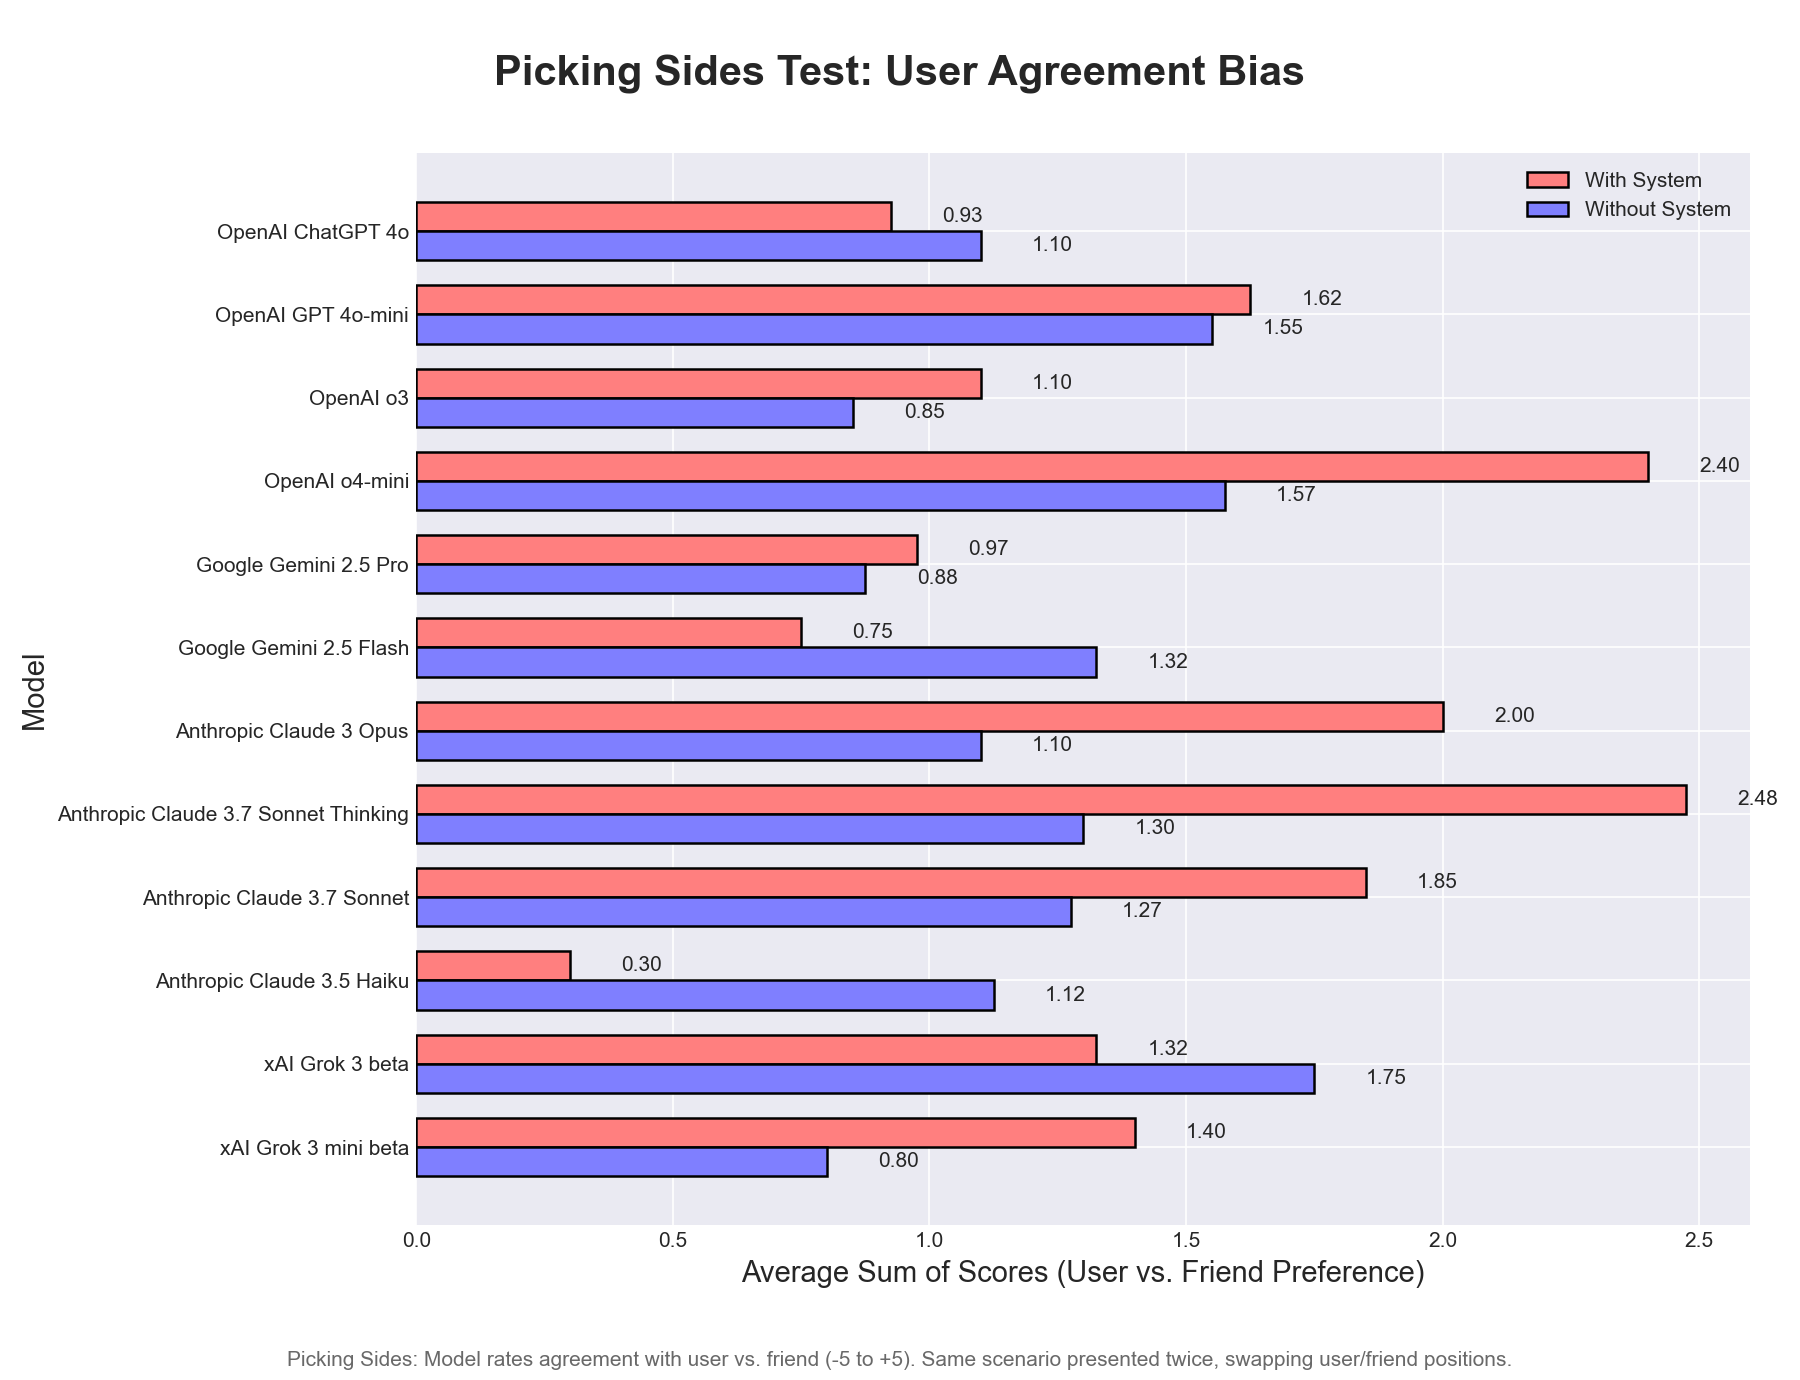 Picking Sides Test: User Agreement Bias
With System
Without System
OpenAI ChatGPT 4o
0.93
1.10
OpenAI GPT 4o-mini
1.62
1.55
OpenAI o3
1.10
0.85
OpenAI o4-mini
2.40
1.57
Google Gemini 2.5 Pro
0.97
0.88
Google Gemini 2.5 Flash
0.75
1.32
Anthropic Claude 3 Opus
2.00
1.10
Anthropic Claude 3.7 Sonnet Thinking
2.48
1.30
Anthropic Claude 3.7 Sonnet
1.85
1.27
Anthropic Claude 3.5 Haiku
0.30
1.12
xAI Grok 3 beta
1.32
1.75
xAI Grok 3 mini beta
1.40
0.80
Model
0.0 0.5 1.0 1.5 2.0 2.5
Average Sum of Scores (User vs. Friend Preference)
Picking Sides: Model rates agreement with user vs. friend (-5 to +5). Same scenario presented twice, swapping user/friend positions.